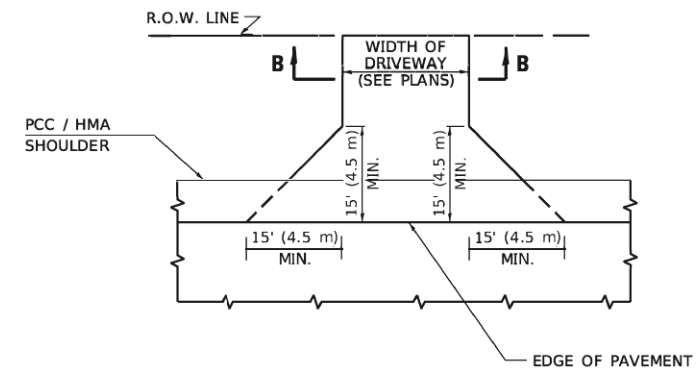 R.O.W. LINE
B
WIDTH OF
DRIVEWAY
(SEE PLANS)
B
PCC / HMA
SHOULDER
15' (4.5 m)
MIN.
15' (4.5 m)
MIN.
15' (4.5 m)
MIN.
15' (4.5 m)
MIN.
EDGE OF PAVEMENT